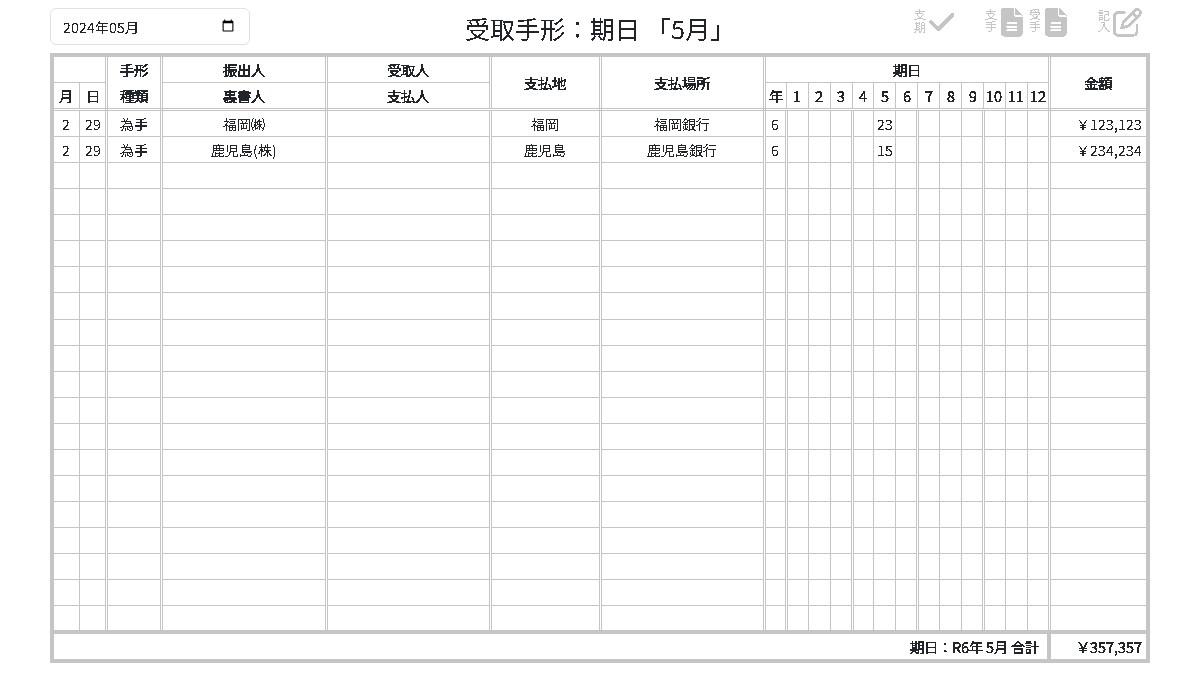 2024年05月
受取手形：期日 「5月」
支期
支手
受手
記入
手形 振出人 受取人 支払地 支払場所 期日 金額
月 日 種類 裏書人 支払人 年 1 2 3 4 5 6 7 8 9 10 11 12
2 29 為手 福岡㈱ 福岡 福岡銀行 6 23 ￥123,123
2 29 為手 鹿児島(株) 鹿児島 鹿児島銀行 6 15 ￥234,234
期日：R6年 5月 合計 ￥357,357